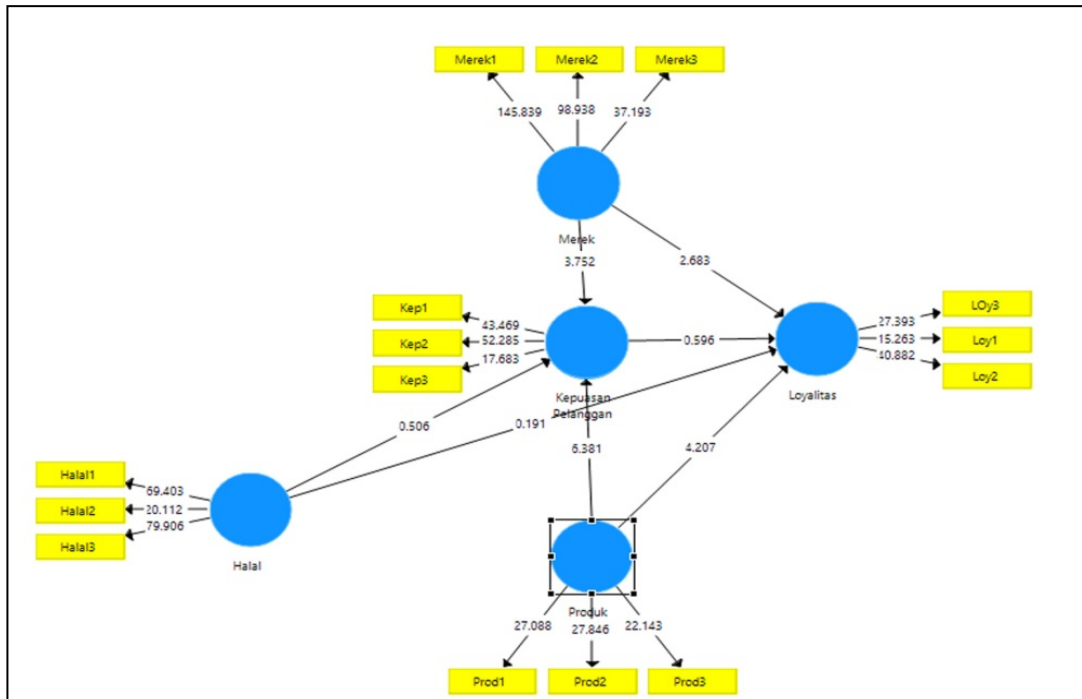 Merek1
Merek2
Merek3
145.839
98.938
37.193
Merek
3.752
2.683
Kep1
Kep2
Kep3
43.469
52.285
17.683
Kepuasan
Pelanggan
0.596
LOy3
Loy1
Loy2
27.393
15.263
40.882
Loyalitas
0.506
0.191
6.381
4.207
Halal1
Halal2
Halal3
69.403
20.112
79.906
Halal
Produk
27.088
27.846
22.143
Prod1
Prod2
Prod3